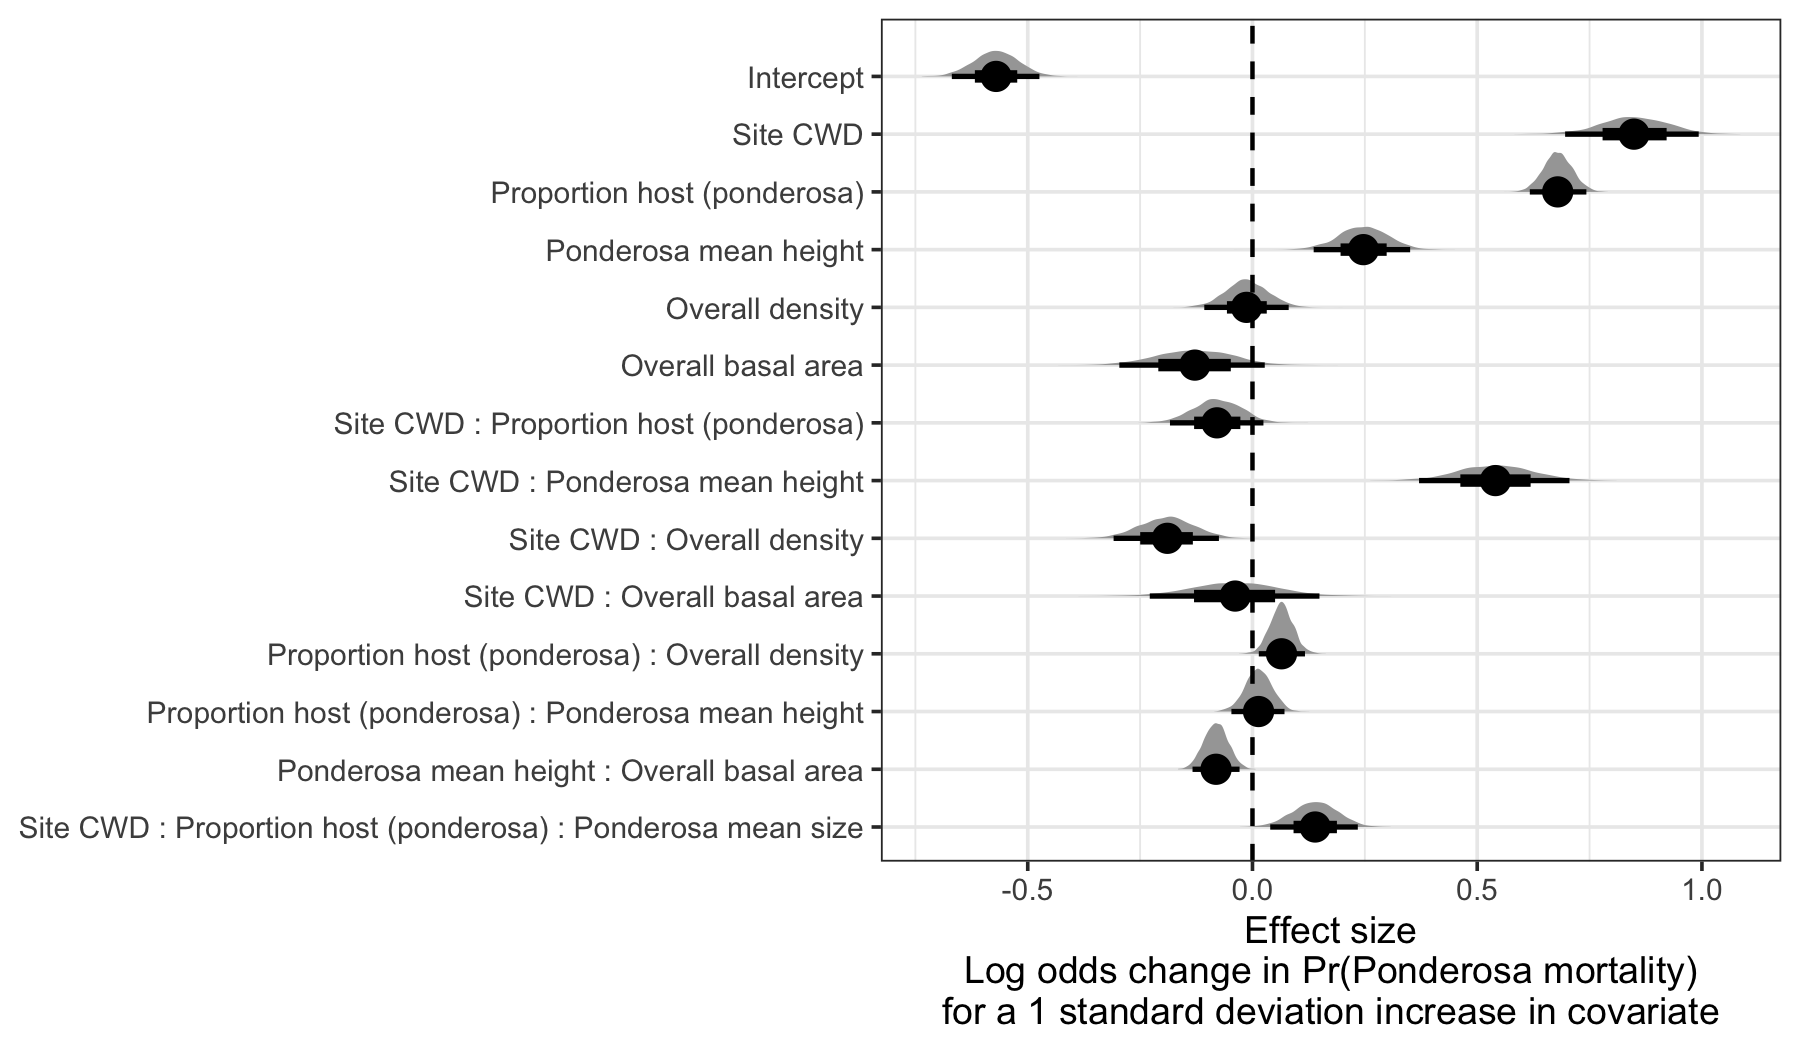 Intercept
Site CWD
Proportion host (ponderosa)
Ponderosa mean height
Overall density
Overall basal area
Site CWD : Proportion host (ponderosa)
Site CWD : Ponderosa mean height
Site CWD : Overall density
Site CWD : Overall basal area
Proportion host (ponderosa) : Overall density
Proportion host (ponderosa) : Ponderosa mean height
Ponderosa mean height : Overall basal area
Site CWD : Proportion host (ponderosa) : Ponderosa mean size
-0.5 0.0 0.5 1.0
Effect size
Log odds change in Pr(Ponderosa mortality)
for a 1 standard deviation increase in covariate